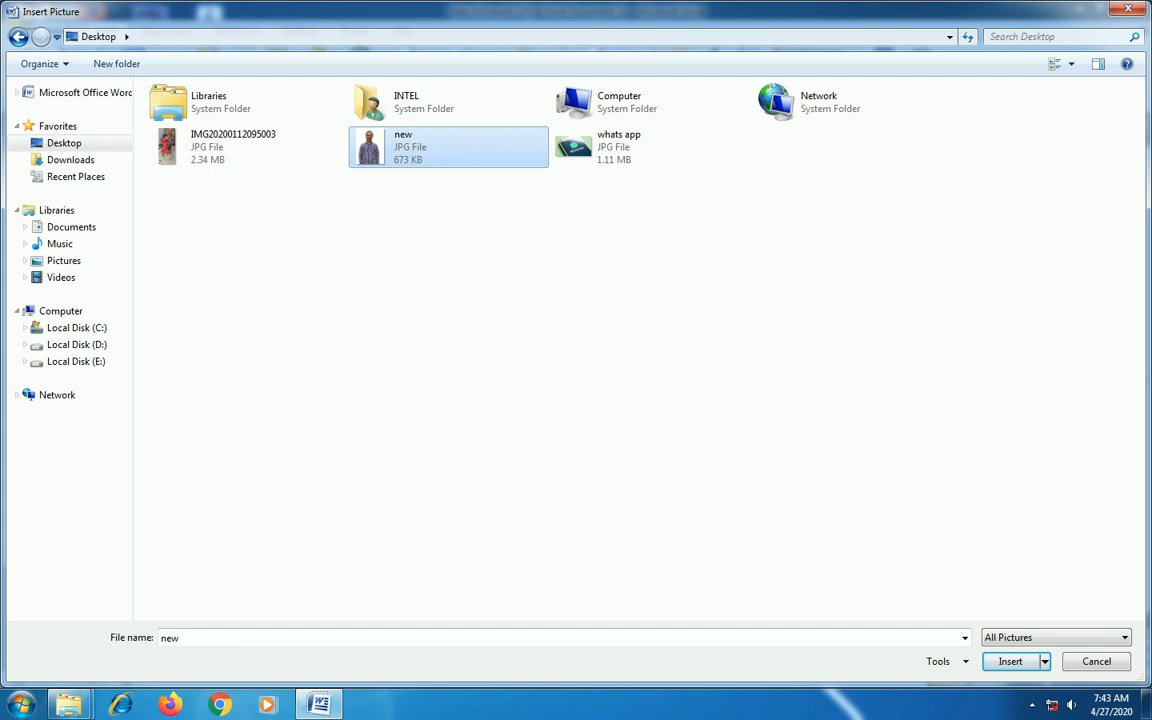 Insert Picture
Desktop
Search Desktop
Organize
New folder
Microsoft Office Word
Favorites
Desktop
Downloads
Recent Places
Libraries
Documents
Music
Pictures
Videos
Computer
Local Disk (C:)
Local Disk (D:)
Local Disk (E:)
Network
Libraries
System Folder
INTEL
System Folder
Computer
System Folder
Network
System Folder
IMG20200112095003
JPG File
2.34 MB
new
JPG File
673 KB
whats app
JPG File
1.11 MB
File name: new
All Pictures
Tools
Insert
Cancel
7:43 AM
4/27/2020